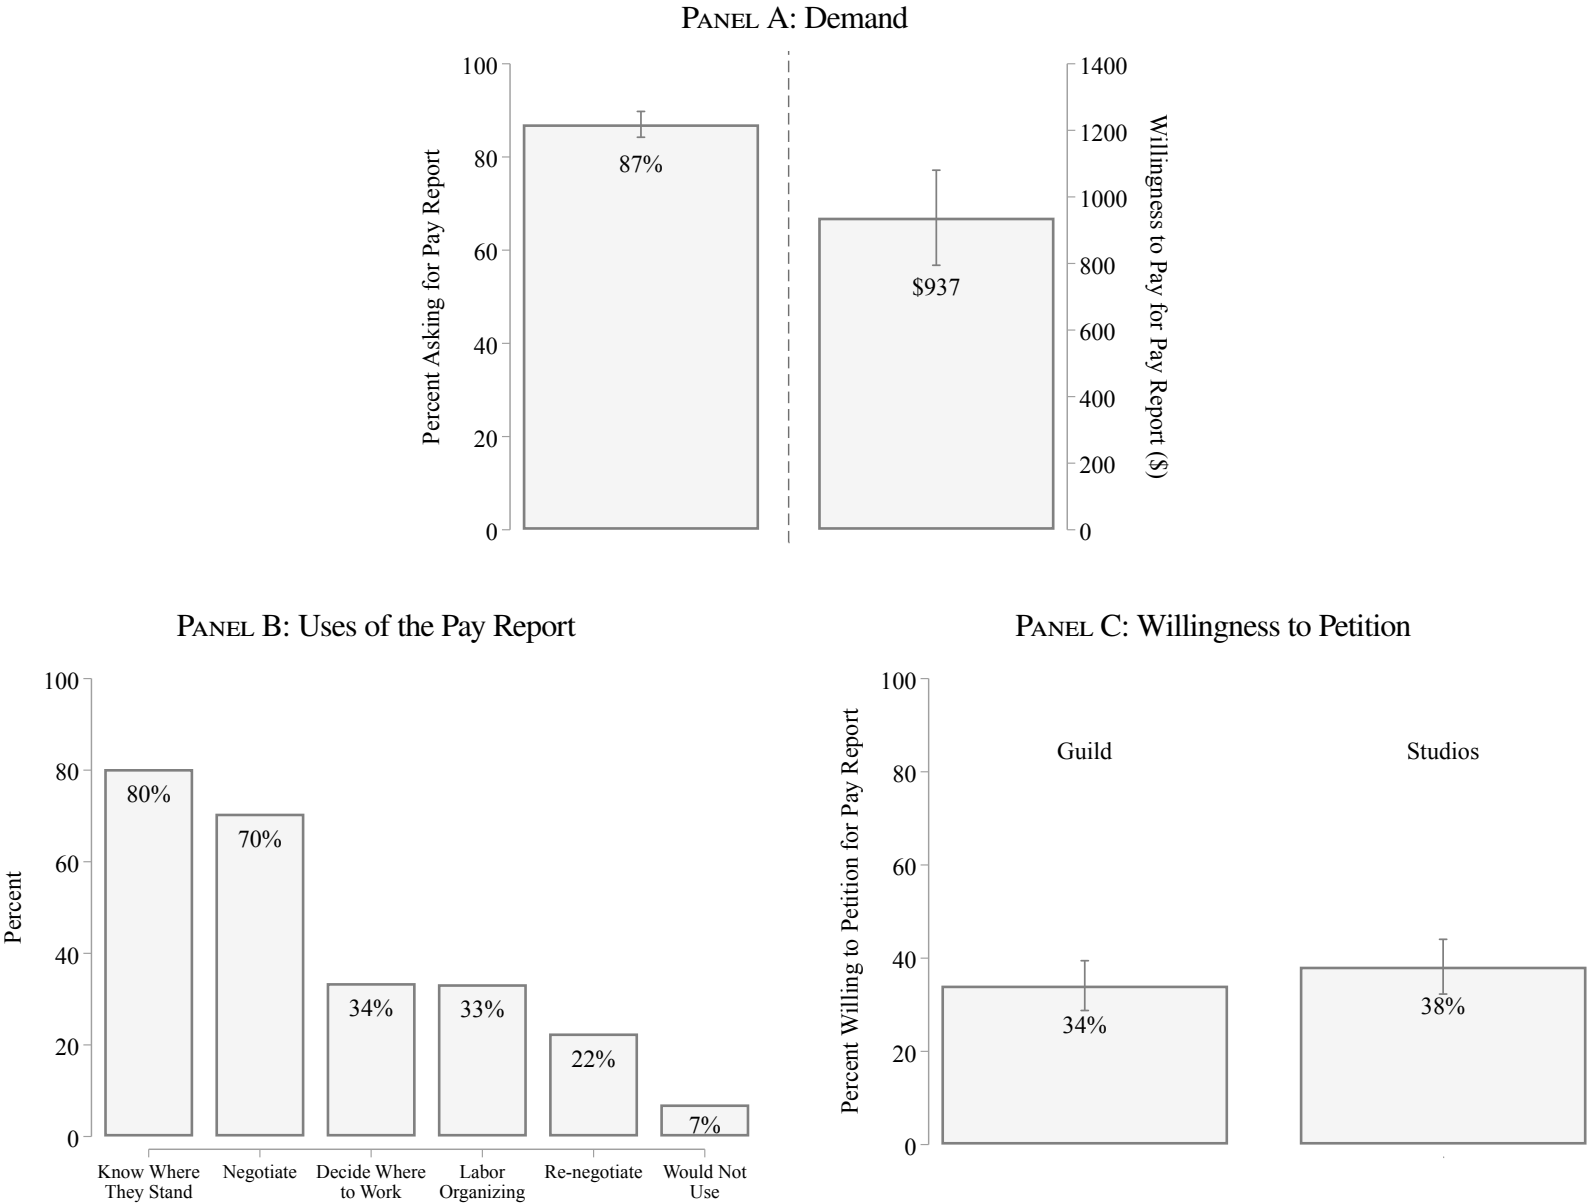 PANEL A: Demand
100
80
60
40
20
0
Percent Asking for Pay Report
87%
$937
1400
1200
1000
800
600
400
200
0
Willingness to Pay for Pay Report ($)
PANEL B: Uses of the Pay Report
100
80
60
40
20
0
Percent
80%
70%
34%
33%
22%
7%
Know Where
They Stand
Negotiate
Decide Where
to Work
Labor
Organizing
Re-negotiate
Would Not
Use
PANEL C: Willingness to Petition
100
80
60
40
20
0
Percent Willing to Petition for Pay Report
Guild
Studios
34%
38%